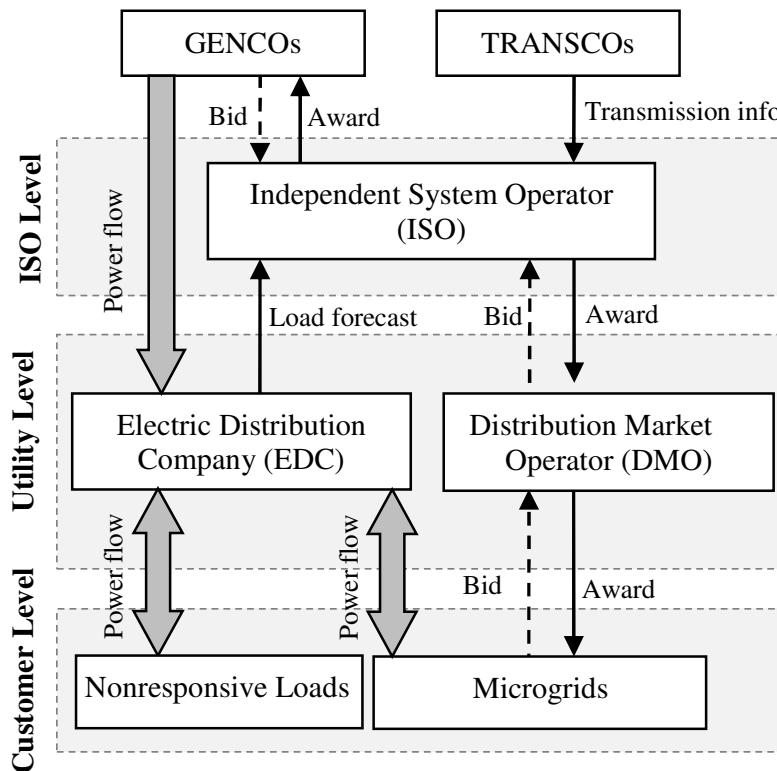 GENCOs
TRANSCOs
Bid
Award
Transmission info
ISO Level
Independent System Operator
(ISO)
Power flow
Load forecast
Bid
Award
Utility Level
Electric Distribution
Company (EDC)
Distribution Market
Operator (DMO)
Power flow
Power flow
Bid
Award
Customer Level
Nonresponsive Loads
Microgrids